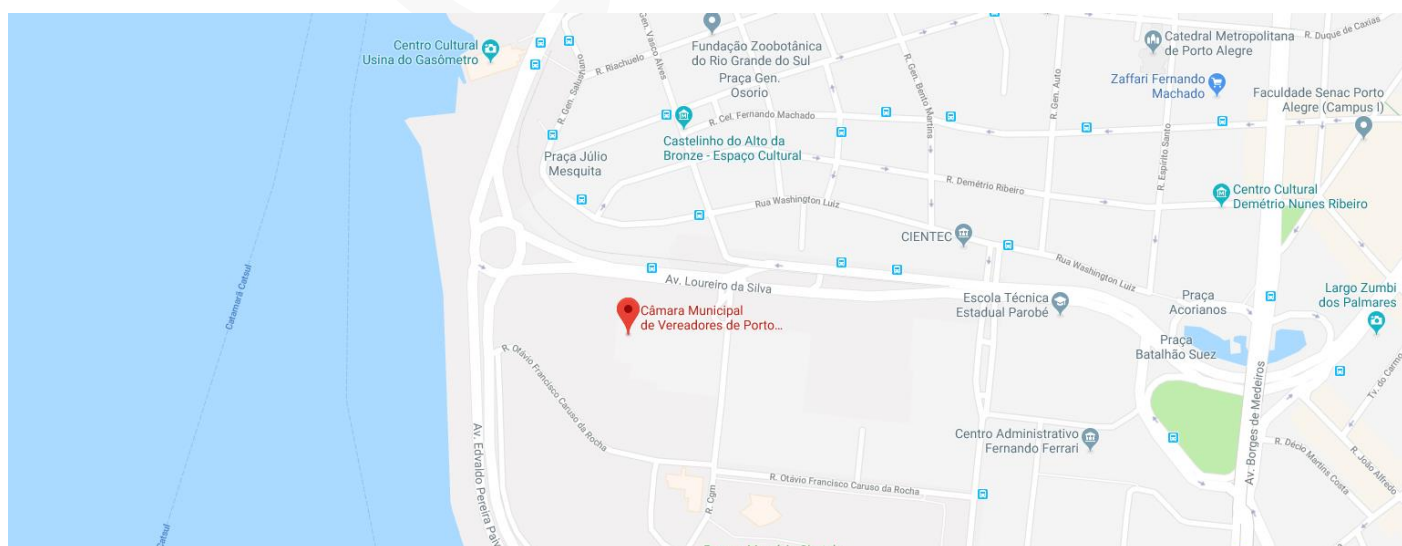 Centro Cultural
Usina do Gasômetro
R. Riachuelo
R. Gen. Salustiano
R. Gen. Vasco Alves
Fundação Zoobotânica
do Rio Grande do Sul
Praça Gen.
Osorio
R. Gen. Bento Martins
R. Gen. Auto
Catedral Metropolitana
de Porto Alegre
R. Duque de Caxias
Zaffari Fernando
Machado
Faculdade Senac Porto
Alegre (Campus I)
R. Cel. Fernando Machado
Castelinho do Alto da
Bronze - Espaço Cultural
Praça Júlio
Mesquita
R. Espírito Santo
R. Demétrio Ribeiro
Centro Cultural
Demétrio Nunes Ribeiro
Rua Washington Luiz
CIENTEC
Rua Washington Luiz
Catamarã Catsul
Av. Loureiro da Silva
Câmara Municipal
de Vereadores de Porto...
Escola Técnica
Estadual Parobé
Praça
Acorianos
Largo Zumbi
dos Palmares
Praça
Batalhão Suez
R. Otávio Francisco Caruso da Rocha
Av. Borges de Medeiros
Tv. do Carmo
Av. Edvaldo Pereira Paiv
Centro Administrativo
Fernando Ferrari
R. Décio Martins Costa
R. João Alfredo
R. Otávio Francisco Caruso da Rocha
R. Cgm
Catsul